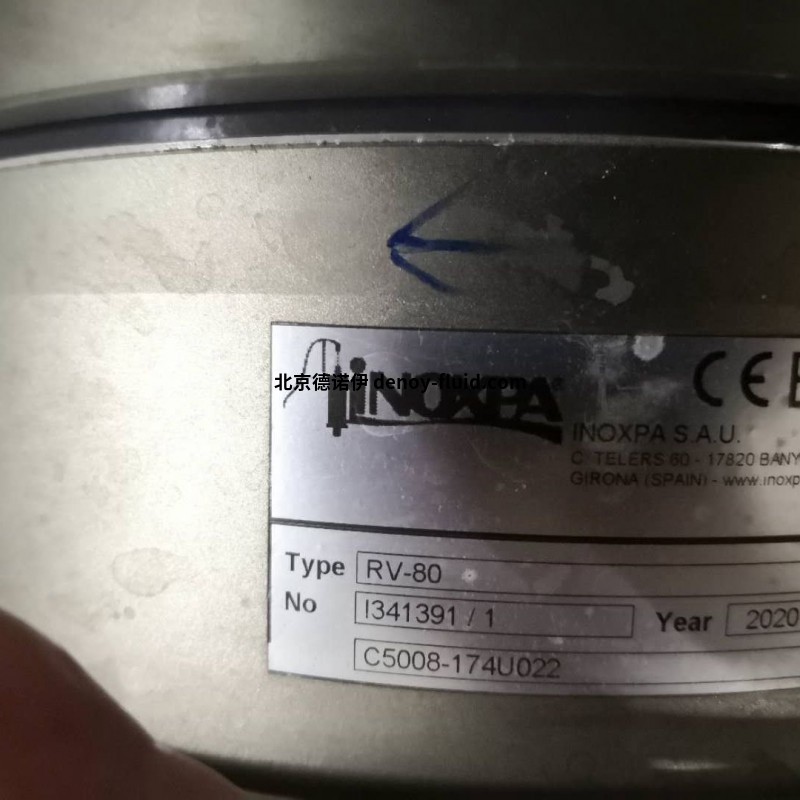 北京德诺伊 denoy-fluid.com
INOXPA
CE
INOXPA S.A.U.
C. TELERS 60 - 17820 BANY
GIRONA (SPAIN) - www.inoxp
Type RV-80
No I341391 / 1 Year 2020
C5008-174U022